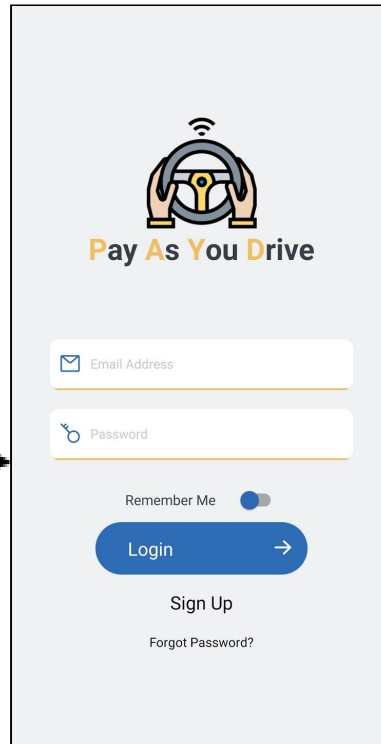 Pay As You Drive
Email Address
Password
Remember Me
Login
Sign Up
Forgot Password?